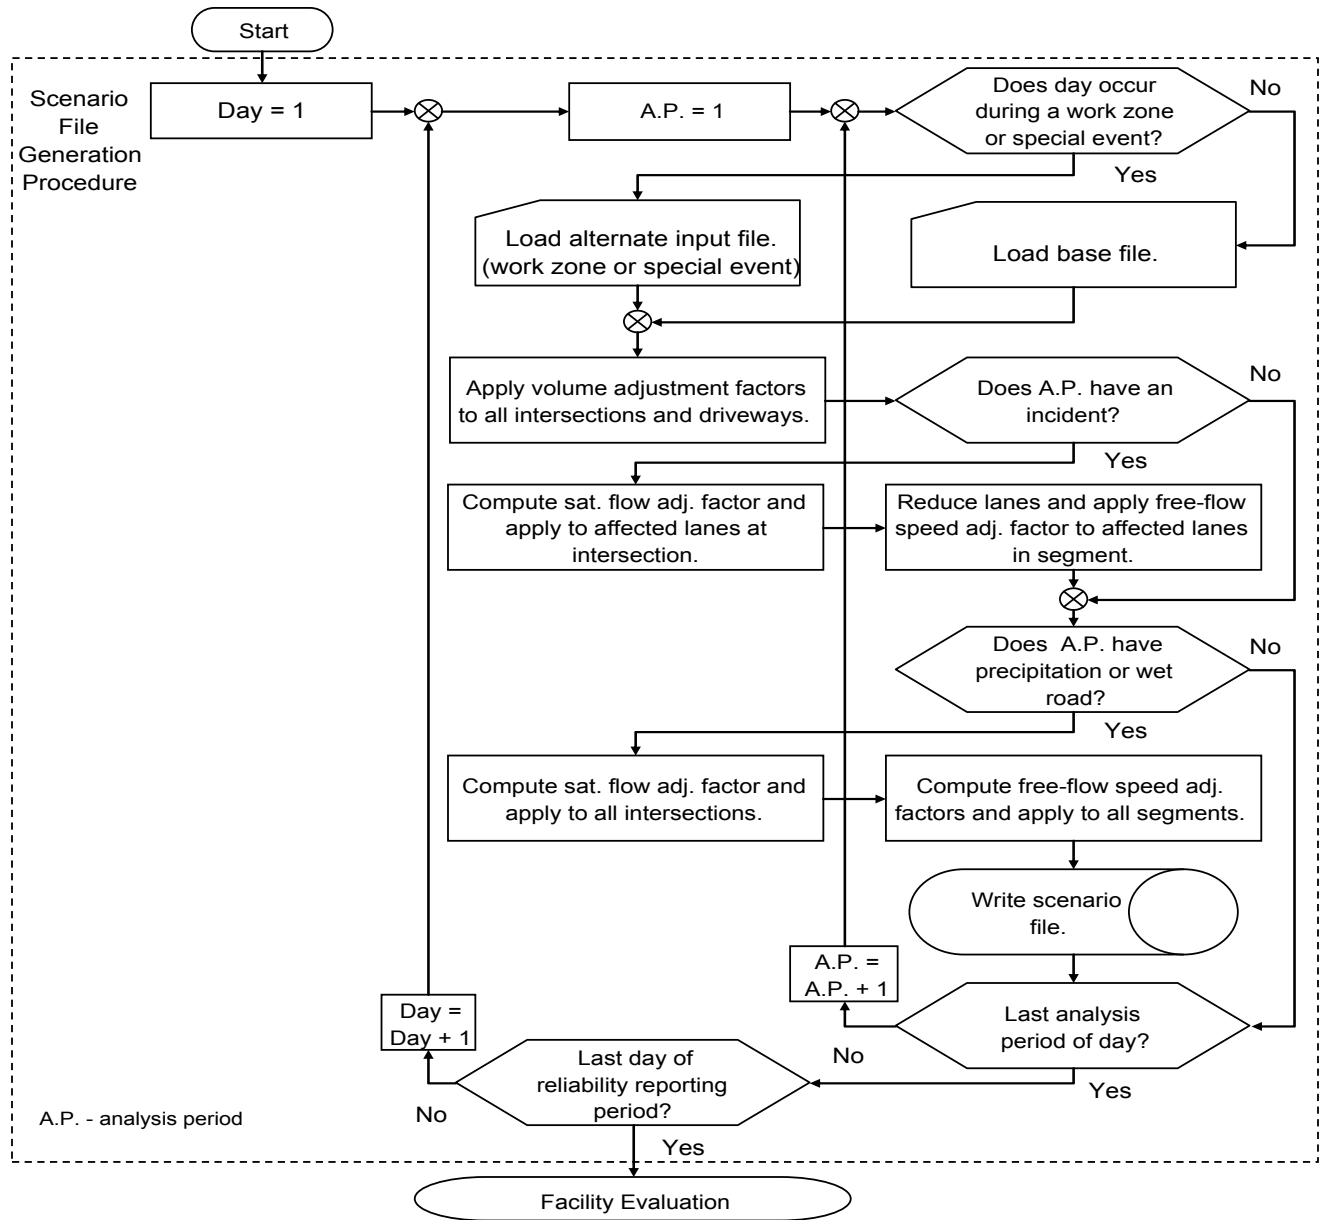 Start
Scenario
File
Generation
Procedure
Day = 1
A.P. = 1
Does day occur
during a work zone
or special event?
No
Yes
Load alternate input file.
(work zone or special event)
Load base file.
Apply volume adjustment factors
to all intersections and driveways.
Does A.P. have an
incident?
No
Yes
Compute sat. flow adj. factor and
apply to affected lanes at
intersection.
Reduce lanes and apply free-flow
speed adj. factor to affected lanes
in segment.
Does A.P. have
precipitation or wet
road?
No
Yes
Compute sat. flow adj. factor and
apply to all intersections.
Compute free-flow speed adj.
factors and apply to all segments.
Write scenario
file.
A.P. =
A.P. + 1
Last analysis
period of day?
No
Yes
Day =
Day + 1
Last day of
reliability reporting
period?
No
Yes
A.P. - analysis period
Facility Evaluation